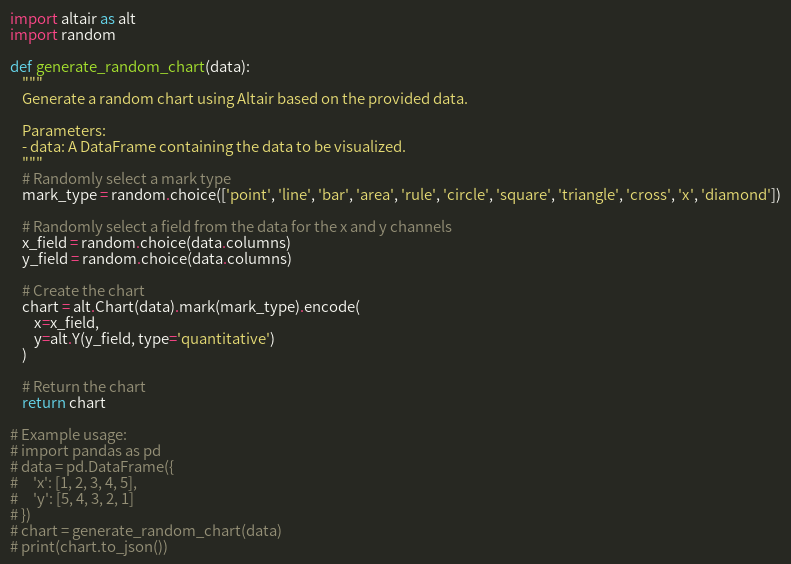 import altair as alt
import random

def generate_random_chart(data):
    """
    Generate a random chart using Altair based on the provided data.

    Parameters:
    - data: A DataFrame containing the data to be visualized.
    """
    # Randomly select a mark type
    mark_type = random.choice(['point', 'line', 'bar', 'area', 'rule', 'circle', 'square', 'triangle', 'cross', 'x', 'diamond'])

    # Randomly select a field from the data for the x and y channels
    x_field = random.choice(data.columns)
    y_field = random.choice(data.columns)

    # Create the chart
    chart = alt.Chart(data).mark(mark_type).encode(
        x=x_field,
        y=alt.Y(y_field, type='quantitative')
    )

    # Return the chart
    return chart

# Example usage:
# import pandas as pd
# data = pd.DataFrame({
#     'x': [1, 2, 3, 4, 5],
#     'y': [5, 4, 3, 2, 1]
# })
# chart = generate_random_chart(data)
# print(chart.to_json())